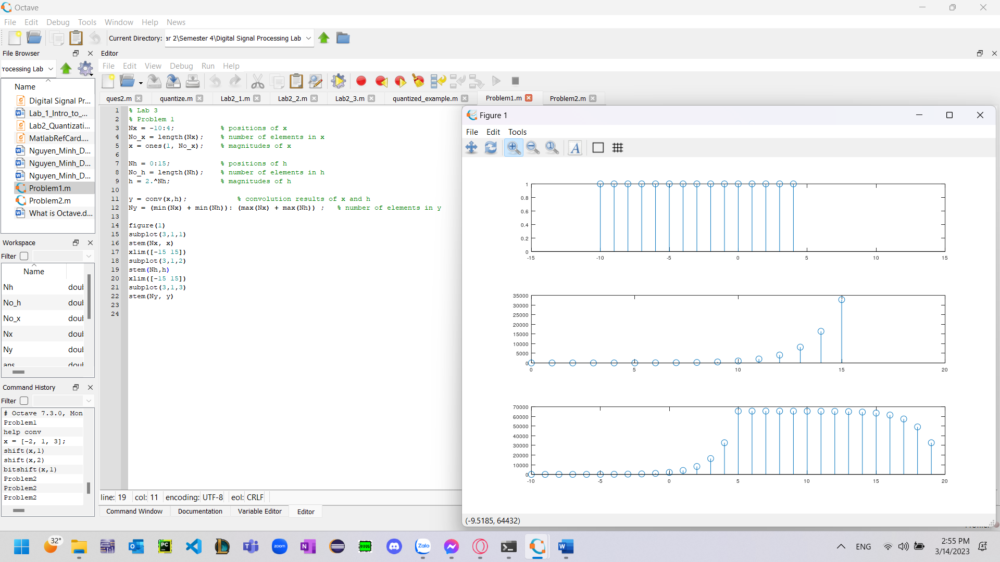 Octave
File Edit Debug Tools Window Help News
Current Directory: ar 2\Semester 4\Digital Signal Processing Lab
File Browser
Processing Lab
Name
Digital Signal Pr...
Lab_1_Intro_to_...
Lab2_Quantizati...
MatlabRefCard....
Nguyen_Minh_D...
Nguyen_Minh_D...
Nguyen_Minh_D...
Problem1.m
Problem2.m
What is Octave.d...
Workspace
Filter
Name
Nh doul
No_h doul
No_x doul
Nx doul
Ny doul
ans doul
Command History
Filter
# Octave 7.3.0, Mon
Problem1
help conv
x = [-2, 1, 3];
shift(x,1)
shift(x,2)
bitshift(x,1)
Problem2
Problem2
Problem2
Editor
File Edit View Debug Run Help
ques2.m quantize.m Lab2_1.m Lab2_2.m Lab2_3.m quantized_example.m Problem1.m Problem2.m
1 % Lab 3
2 % Problem 1
3 Nx = -10:4; % positions of x
4 No_x = length(Nx); % number of elements in x
5 x = ones(1, No_x); % magnitudes of x
6
7 Nh = 0:15; % positions of h
8 No_h = length(Nh); % number of elements in h
9 h = 2.^Nh; % magnitudes of h
10
11 y = conv(x,h); % convolution results of x and h
12 Ny = (min(Nx) + min(Nh)): (max(Nx) + max(Nh)) ; % number of elements in y
13
14 figure(1)
15 subplot(3,1,1)
16 stem(Nx, x)
17 xlim([-15 15])
18 subplot(3,1,2)
19 stem(Nh,h)
20 xlim([-15 15])
21 subplot(3,1,3)
22 stem(Ny, y)
23
24
line: 19 col: 11 encoding: UTF-8 eol: CRLF
Command Window Documentation Variable Editor Editor
Figure 1
File Edit Tools
A
1
0.8
0.6
0.4
0.2
0
-15 -10 -5 0 5 10 15
35000
30000
25000
20000
15000
10000
5000
0
0 5 10 15 20
70000
60000
50000
40000
30000
20000
10000
0
-10 -5 0 5 10 15 20
(-9.5185, 64432)
32°
PC
zoom
N
Zalo
W
ENG
2:55 PM
3/14/2023